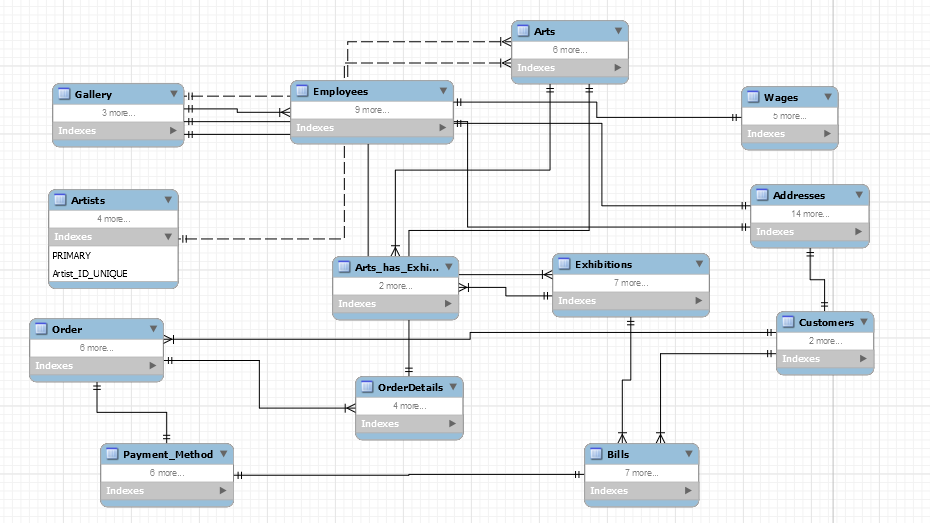 Arts
6 more...
Indexes
Gallery
3 more...
Indexes
Employees
9 more...
Indexes
Wages
5 more...
Indexes
Artists
4 more...
Indexes
PRIMARY
Artist_ID_UNIQUE
Addresses
14 more...
Indexes
Arts_has_Exhi...
2 more...
Indexes
Exhibitions
7 more...
Indexes
Order
6 more...
Indexes
Customers
2 more...
Indexes
OrderDetails
4 more...
Indexes
Payment_Method
6 more...
Indexes
Bills
7 more...
Indexes